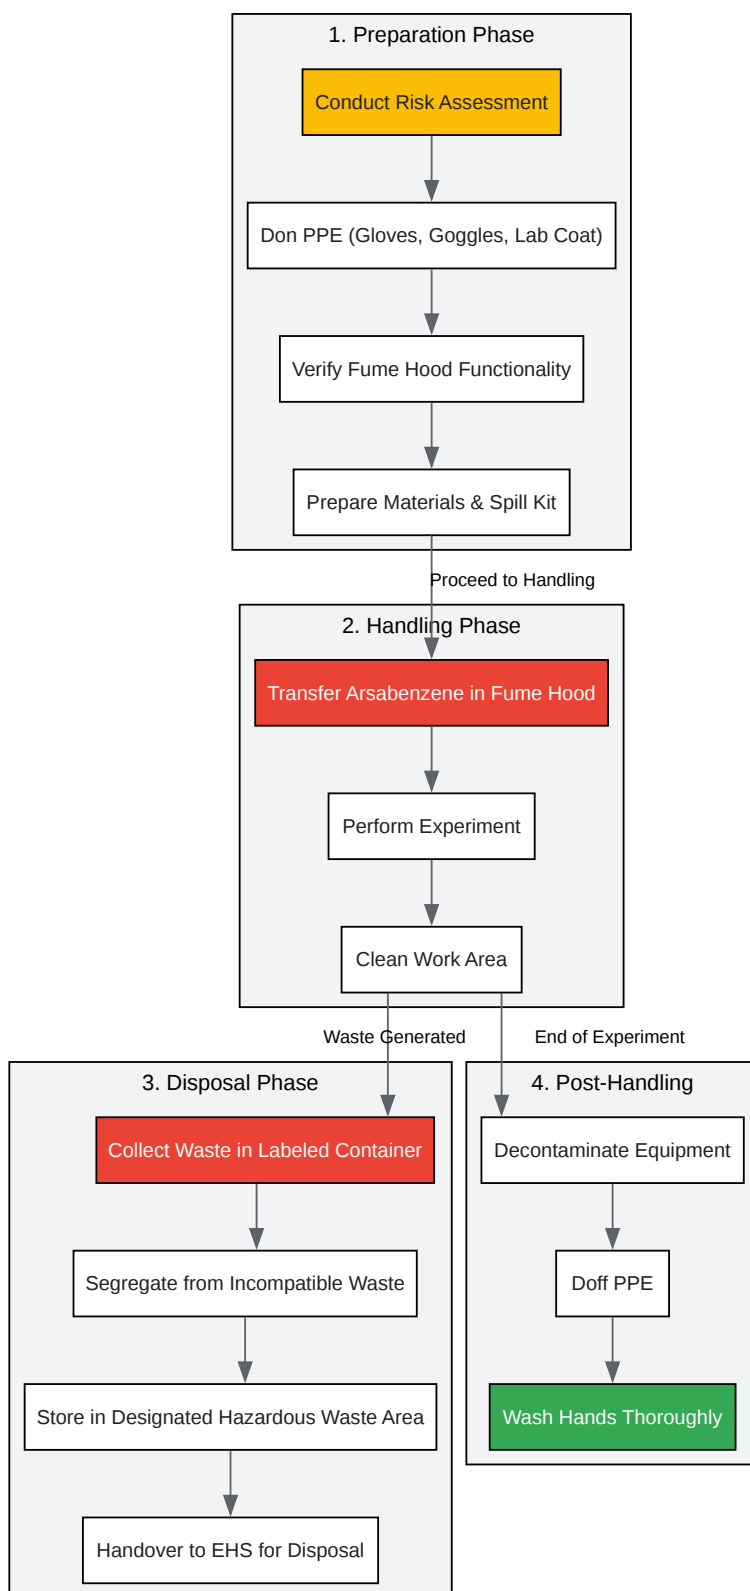 1. Preparation Phase
Conduct Risk Assessment
Don PPE (Gloves, Goggles, Lab Coat)
Verify Fume Hood Functionality
Prepare Materials & Spill Kit
Proceed to Handling
2. Handling Phase
Transfer Arsabenzene in Fume Hood
Perform Experiment
Clean Work Area
Waste Generated
End of Experiment
3. Disposal Phase
Collect Waste in Labeled Container
Segregate from Incompatible Waste
Store in Designated Hazardous Waste Area
Handover to EHS for Disposal
4. Post-Handling
Decontaminate Equipment
Doff PPE
Wash Hands Thoroughly